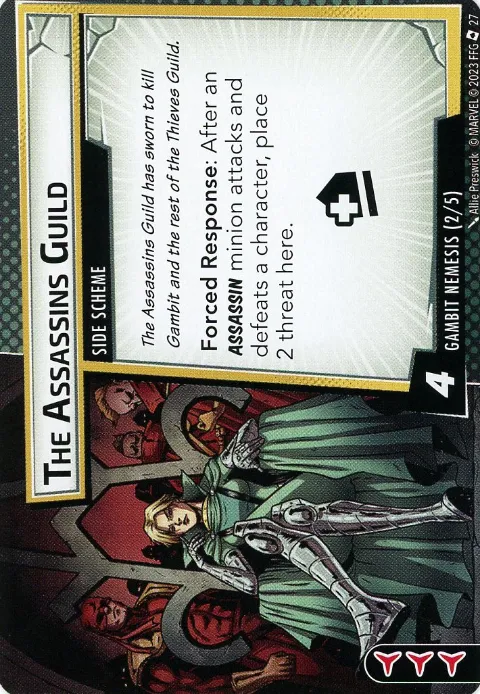 THE ASSASSINS GUILD
SIDE SCHEME
The Assassins Guild has sworn to kill
Gambit and the rest of the Thieves Guild.
Forced Response: After an
ASSASSIN minion attacks and
defeats a character, place
2 threat here.
4
GAMBIT NEMESIS (2/5)
Allie Preswick © MARVEL © 2023 FFG 27